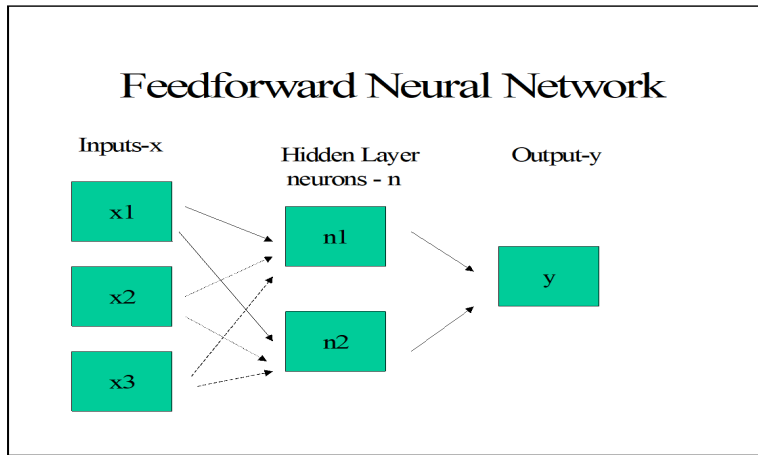 Feedforward Neural Network
Inputs-x
Hidden Layer
neurons - n
Output-y
x1
x2
x3
n1
n2
y